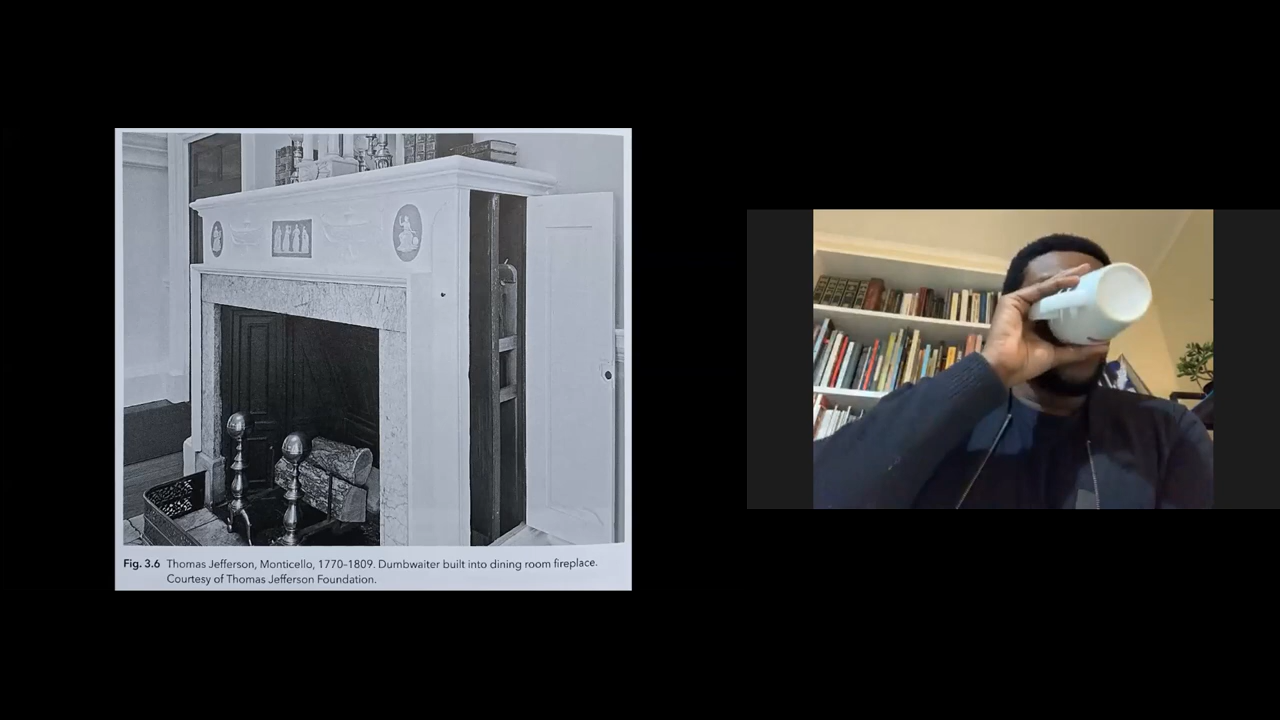 Fig. 3.6 Thomas Jefferson, Monticello, 1770–1809. Dumbwaiter built into dining room fireplace.
Courtesy of Thomas Jefferson Foundation.